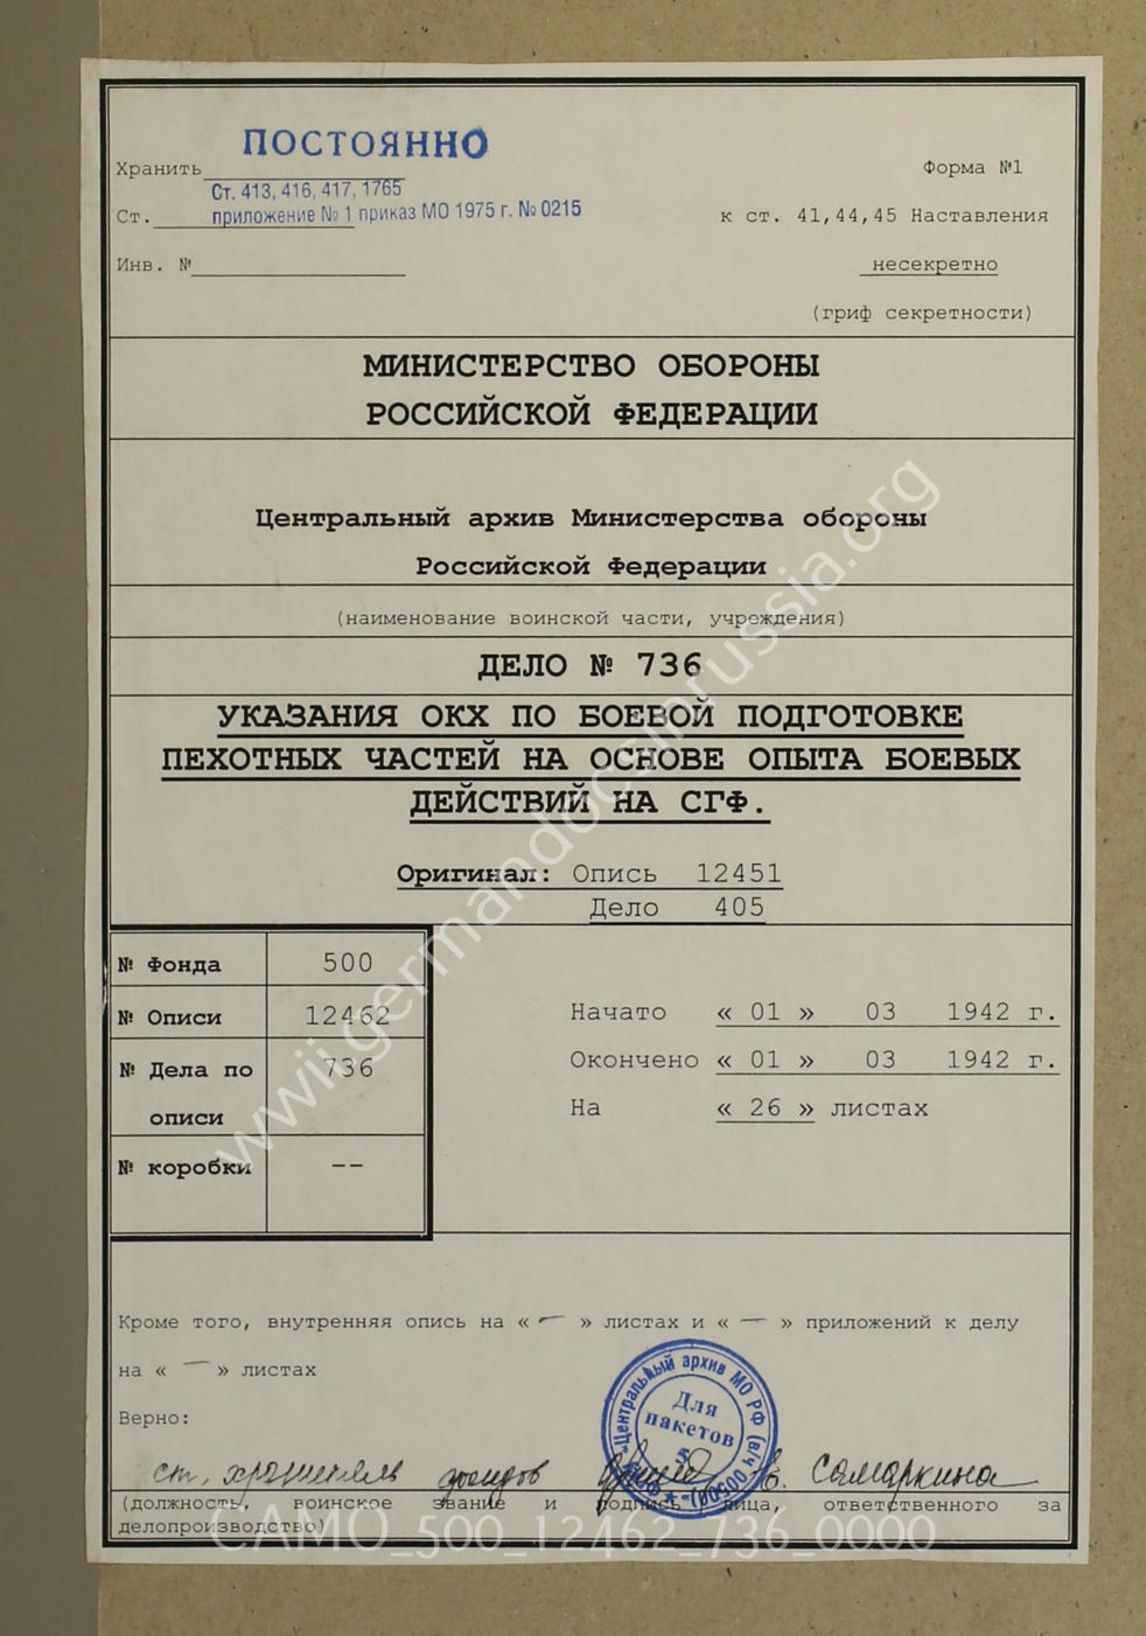 ПОСТОЯННО
Хранить
Форма №1
Ст. 413, 416, 417, 1765
Ст. приложение № 1 приказ МО 1975 г. № 0215
к ст. 41,44,45 Наставления
Инв. №
несекретно
(гриф секретности)
МИНИСТЕРСТВО ОБОРОНЫ
РОССИЙСКОЙ ФЕДЕРАЦИИ
Центральный архив Министерства обороны
Российской Федерации
(наименование воинской части, учреждения)
ДЕЛО № 736
УКАЗАНИЯ ОКХ ПО БОЕВОЙ ПОДГОТОВКЕ
ПЕХОТНЫХ ЧАСТЕЙ НА ОСНОВЕ ОПЫТА БОЕВЫХ
ДЕЙСТВИЙ НА СГФ.
Оригинал: Опись 12451
Дело 405
№ Фонда 500
№ Описи 12462
№ Дела по 736
описи
№ коробки --
Начато « 01 » 03 1942 г.
Окончено « 01 » 03 1942 г.
На « 26 » листах
Кроме того, внутренняя опись на « — » листах и « — » приложений к делу
на « — » листах
Верно:
Центральный архив МО РФ (в/ч 00500)
Для
пакетов
5
ст. хранитель фондов Е. Самаркина
(должность, воинское звание и подпись лица, ответственного за
делопроизводство)
wwii.germandocsinrussia.org
CAMO_500_12462_736_0000